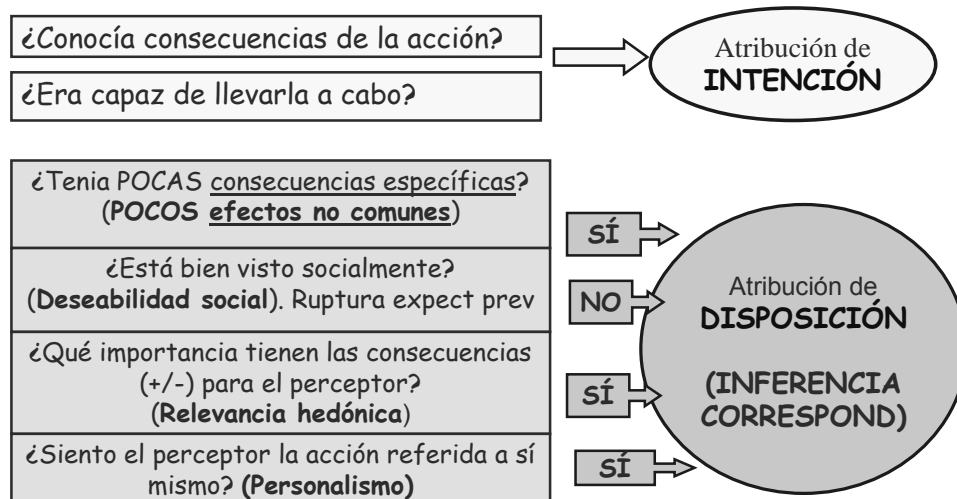 ¿Conocía consecuencias de la acción?
¿Era capaz de llevarla a cabo?
Atribución de
INTENCIÓN
¿Tenia POCAS consecuencias específicas?
(POCOS efectos no comunes)
SÍ
¿Está bien visto socialmente?
(Deseabilidad social). Ruptura expect prev
NO
¿Qué importancia tienen las consecuencias
(+/-) para el perceptor?
(Relevancia hedónica)
SÍ
¿Siento el perceptor la acción referida a sí
mismo? (Personalismo)
SÍ
Atribución de
DISPOSICIÓN
(INFERENCIA
CORRESPOND)